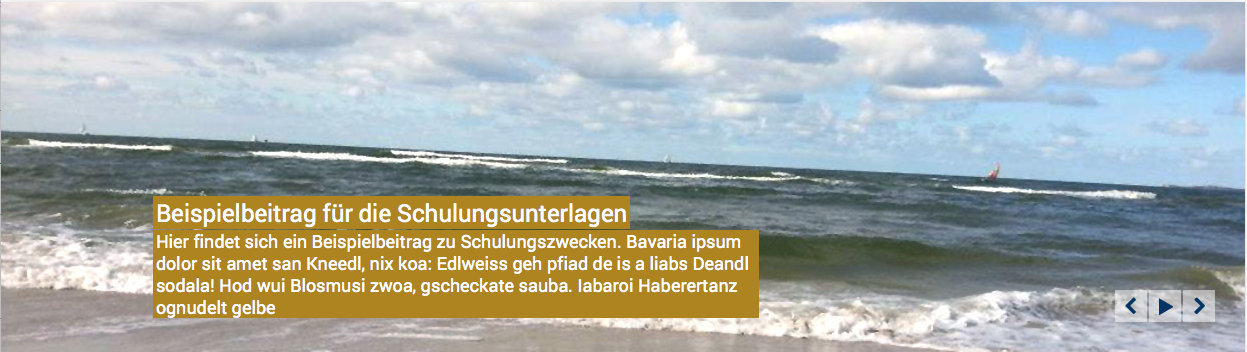 Beispielbeitrag für die Schulungsunterlagen
Hier findet sich ein Beispielbeitrag zu Schulungszwecken. Bavaria ipsum
dolor sit amet san Kneedl, nix koa: Edlweiss geh pfiad de is a liabs Deandl
sodala! Hod wui Blosmusi zwoa, gscheckate sauba. Iabaroi Haberertanz
ognudelt gelbe